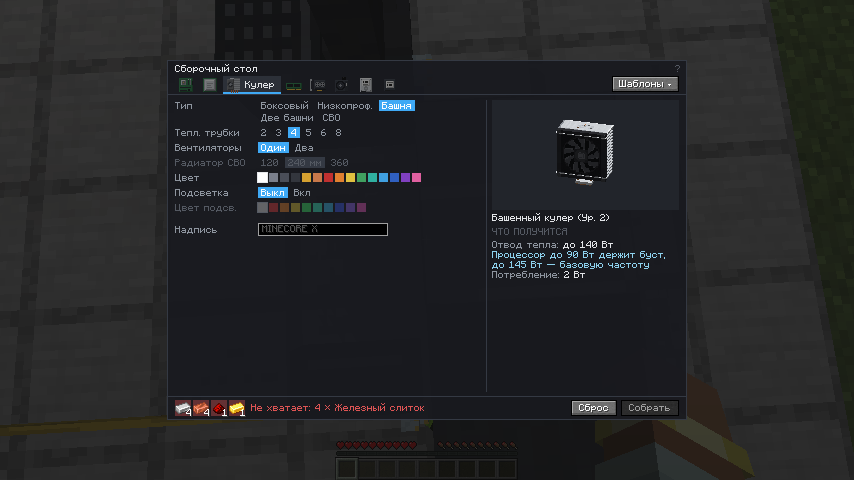 Сборочный стол
?
Кулер
Шаблоны
Тип Боксовый Низкопроф. Башня
Две башни СВО
Тепл. трубки 2 3 4 5 6 8
Вентиляторы Один Два
Радиатор СВО 120 240 мм 360
Цвет
Подсветка Выкл Вкл
Цвет подсв.
Надпись MINECORE X
Башенный кулер (Ур. 2)
ЧТО ПОЛУЧИТСЯ
Отвод тепла: до 140 Вт
Процессор до 90 Вт держит буст,
до 145 Вт — базовую частоту
Потребление: 2 Вт
4 4 1 1 Не хватает: 4 × Железный слиток
Сброс Собрать